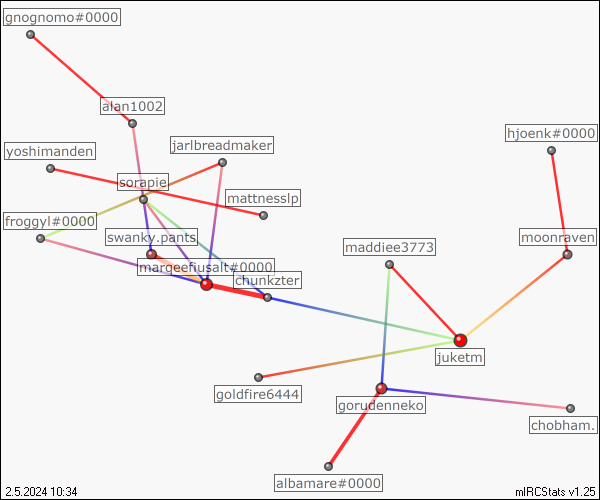 gnognomo#0000
alan1002
hjoenk#0000
yoshimanden
jarlbreadmaker
sorapie
mattnesslp
froggyl#0000
swanky.pants
moonraven
maddiee3773
margeefiusalt#0000
chunkzter
juketm
goldfire6444
gorudenneko
chobham.
albamare#0000
2.5.2024 10:34
mIRCStats v1.25